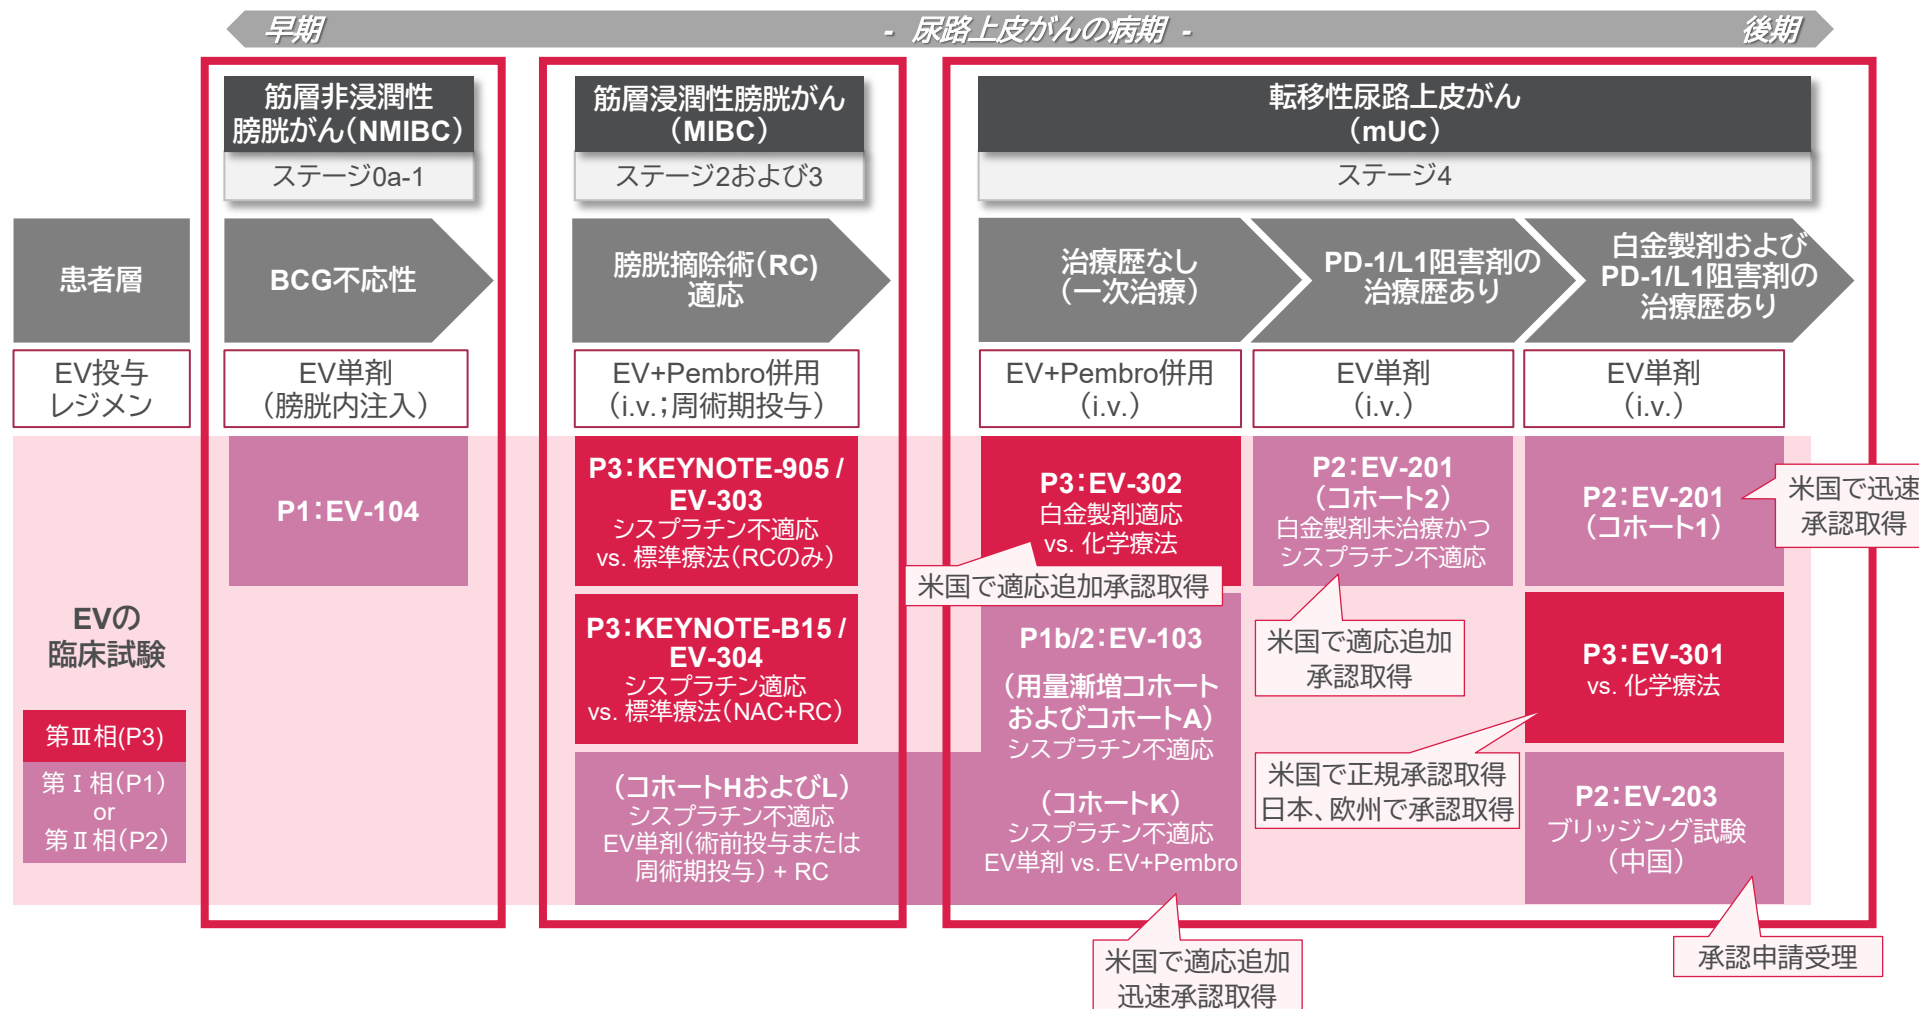 早期
- 尿路上皮がんの病期 -
後期
筋層非浸潤性
膀胱がん（NMIBC）
ステージ0a-1
筋層浸潤性膀胱がん
（MIBC）
ステージ2および3
転移性尿路上皮がん
（mUC）
ステージ4
患者層
BCG不応性
膀胱摘除術（RC)
適応
治療歴なし
（一次治療）
PD-1/L1阻害剤の
治療歴あり
白金製剤および
PD-1/L1阻害剤の
治療歴あり
EV投与
レジメン
EV単剤
（膀胱内注入）
EV+Pembro併用
（i.v.；周術期投与）
EV+Pembro併用
（i.v.）
EV単剤
（i.v.）
EV単剤
（i.v.）
EVの
臨床試験
第Ⅲ相(P3)
第Ⅰ相(P1)
or
第Ⅱ相(P2)
P1：EV-104
P3：KEYNOTE-905 /
EV-303
シスプラチン不適応
vs. 標準療法（RCのみ）
P3：KEYNOTE-B15 /
EV-304
シスプラチン適応
vs. 標準療法（NAC+RC）
（コホートHおよびL）
シスプラチン不適応
EV単剤（術前投与または
周術期投与）+ RC
P3：EV-302
白金製剤適応
vs. 化学療法
米国で適応追加承認取得
P1b/2：EV-103
（用量漸増コホート
およびコホートA）
シスプラチン不適応
（コホートK）
シスプラチン不適応
EV単剤 vs. EV+Pembro
米国で適応追加
迅速承認取得
P2：EV-201
（コホート2）
白金製剤未治療かつ
シスプラチン不適応
米国で適応追加
承認取得
P2：EV-201
（コホート1）
米国で迅速
承認取得
P3：EV-301
vs. 化学療法
米国で正規承認取得
日本、欧州で承認取得
P2：EV-203
ブリッジング試験
（中国）
承認申請受理